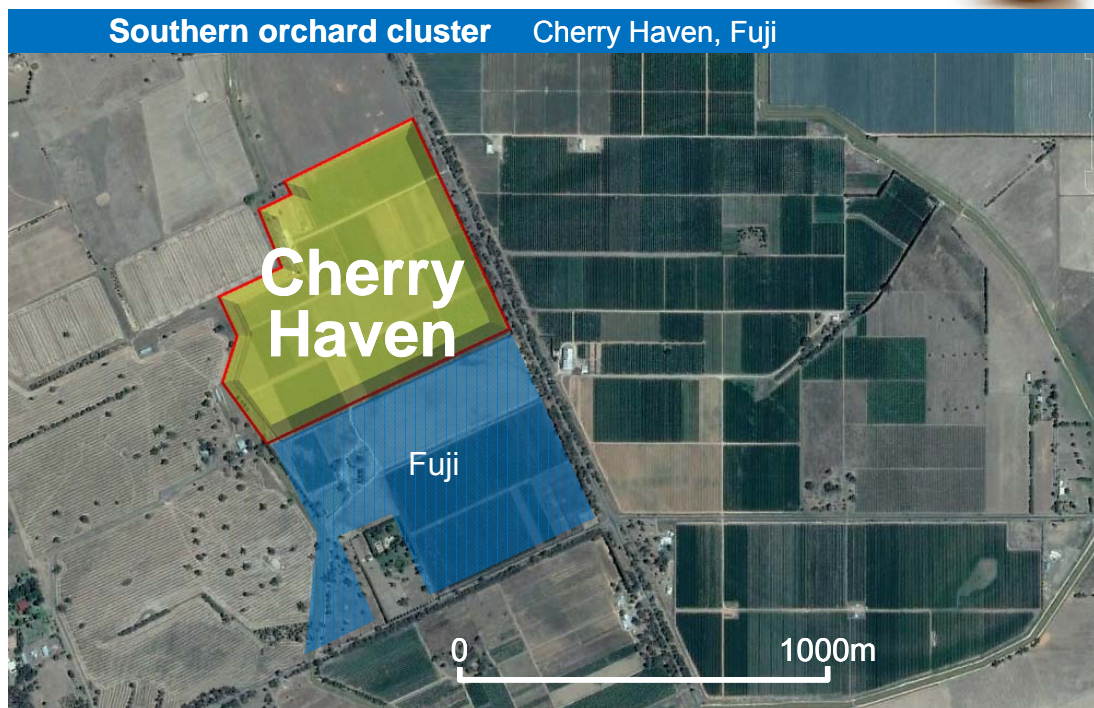 Southern orchard cluster Cherry Haven, Fuji
Cherry
Haven
Fuji
0 1000m